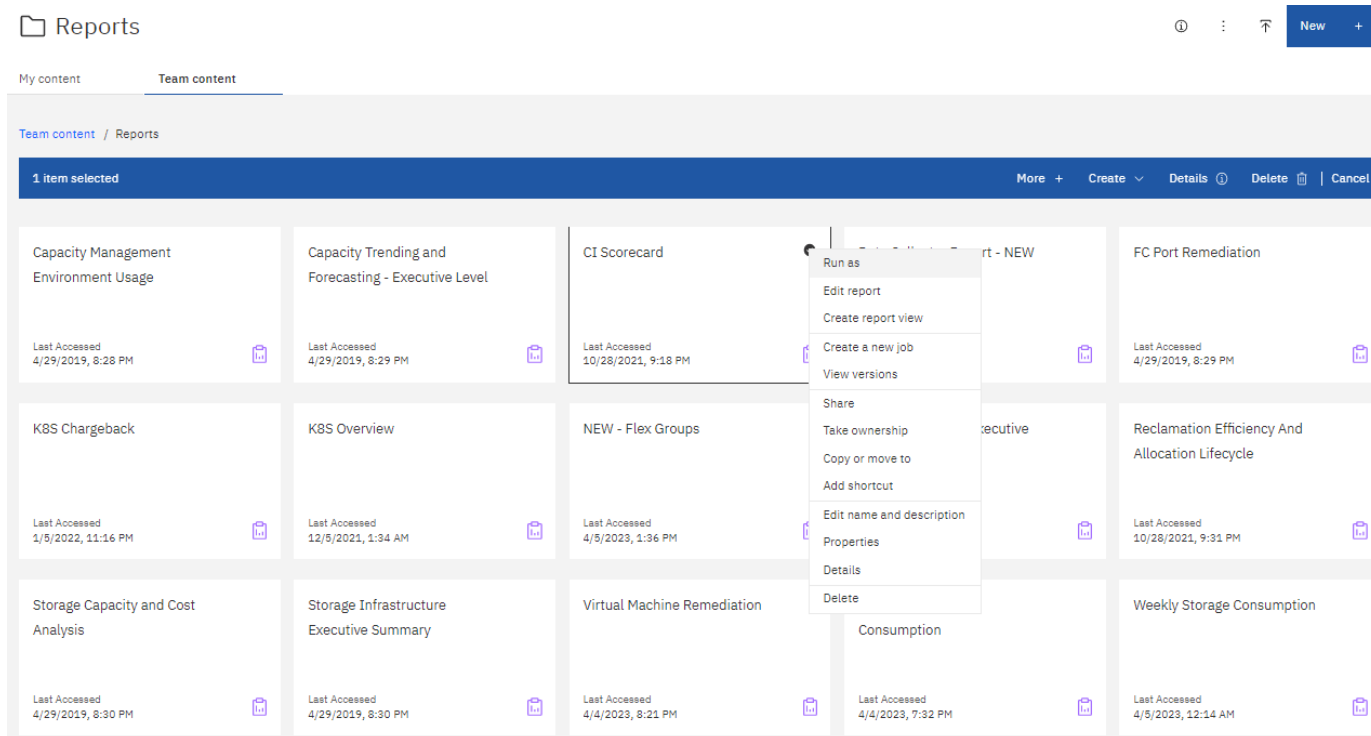 Reports
New +
My content
Team content
Team content / Reports
1 item selected
More +
Create
Details
Delete
Cancel
Capacity Management
Environment Usage
Last Accessed
4/29/2019, 8:28 PM
Capacity Trending and
Forecasting - Executive Level
Last Accessed
4/29/2019, 8:29 PM
CI Scorecard
Last Accessed
10/28/2021, 9:18 PM
rt - NEW
FC Port Remediation
Last Accessed
4/29/2019, 8:29 PM
Run as
Edit report
Create report view
Create a new job
View versions
Share
Take ownership
Copy or move to
Add shortcut
Edit name and description
Properties
Details
Delete
K8S Chargeback
Last Accessed
1/5/2022, 11:16 PM
K8S Overview
Last Accessed
12/5/2021, 1:34 AM
NEW - Flex Groups
Last Accessed
4/5/2023, 1:36 PM
ecutive
Reclamation Efficiency And
Allocation Lifecycle
Last Accessed
10/28/2021, 9:31 PM
Storage Capacity and Cost
Analysis
Last Accessed
4/29/2019, 8:30 PM
Storage Infrastructure
Executive Summary
Last Accessed
4/29/2019, 8:30 PM
Virtual Machine Remediation
Last Accessed
4/4/2023, 8:21 PM
Consumption
Last Accessed
4/4/2023, 7:32 PM
Weekly Storage Consumption
Last Accessed
4/5/2023, 12:14 AM